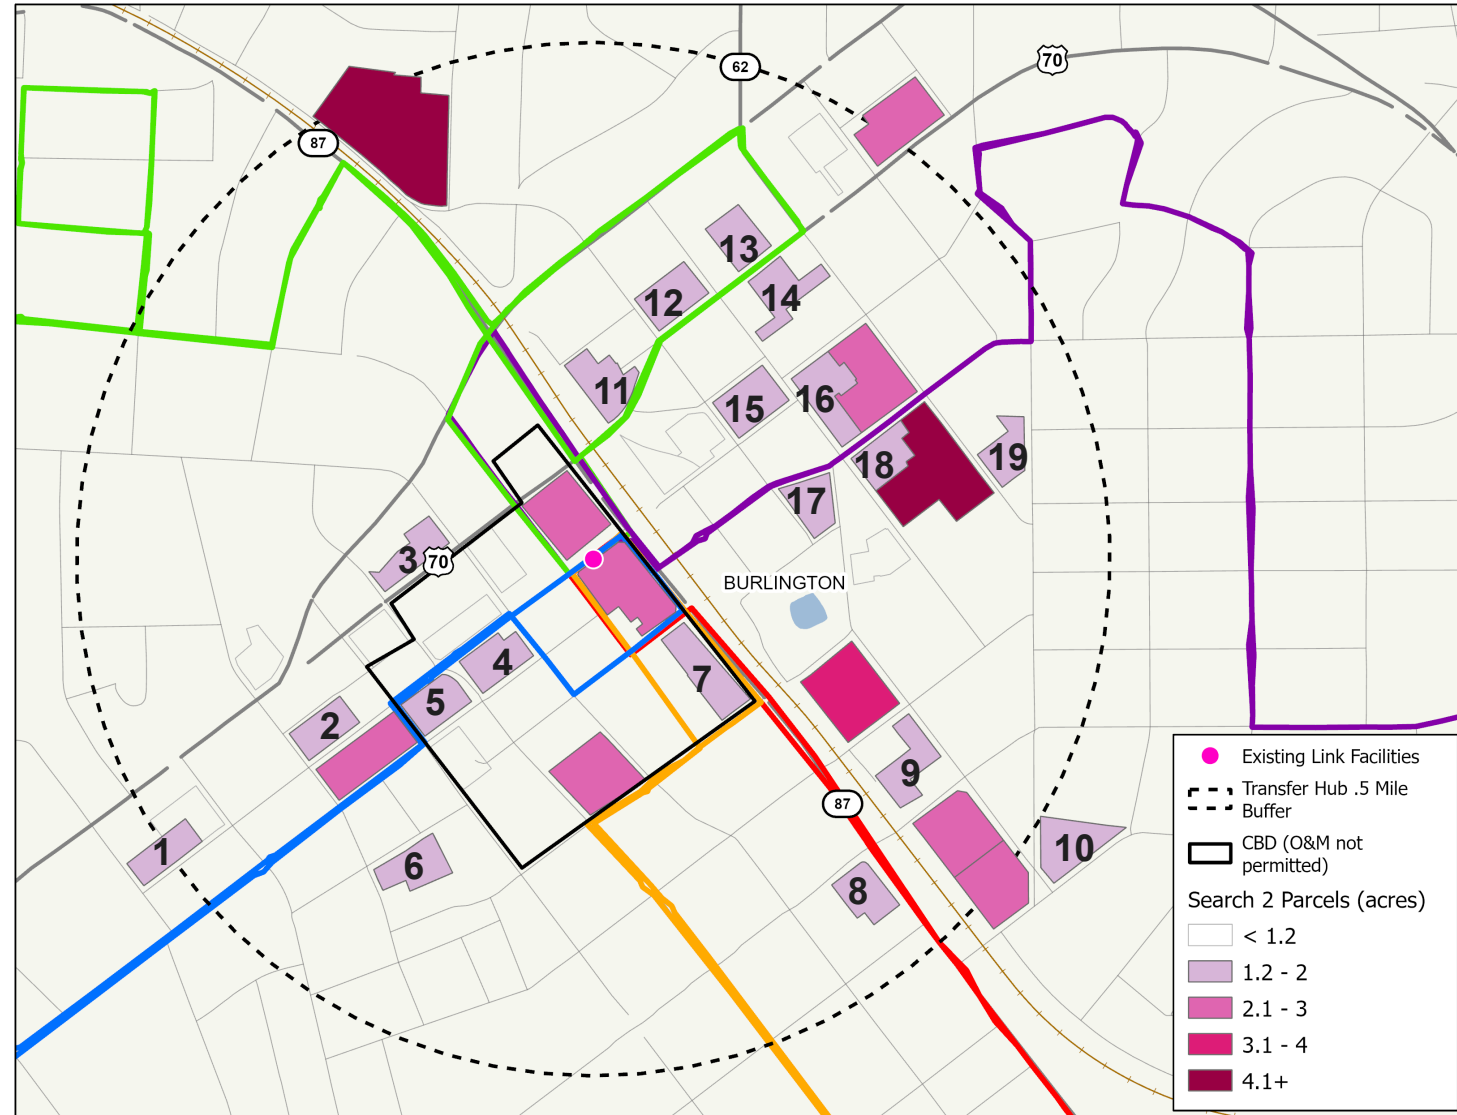 62
70
87
13
12
14
11
15
16
18
19
17
3
70
BURLINGTON
4
7
5
2
9
87
1
6
8
10
Existing Link Facilities
Transfer Hub .5 Mile
Buffer
CBD (O&M not
permitted)
Search 2 Parcels (acres)
< 1.2
1.2 - 2
2.1 - 3
3.1 - 4
4.1+